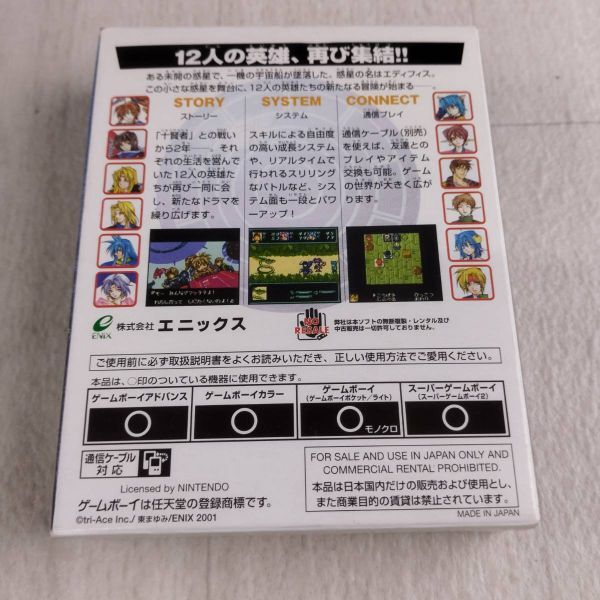 12人の英雄、再び集結!!
ある未開の惑星で、一機の宇宙船が墜落した。惑星の名はエディフィス。
この小さな惑星を舞台に、12人の英雄たちの新たなる冒険が始まる──
STORY
ストーリー
「十賢者」との戦い
から2年──。それ
ぞれの生活を営んで
いた12人の英雄た
ちが再び一同に会
し、新たなドラマを
繰り広げます。
SYSTEM
システム
スキルによる自由度
の高い成長システム
や、リアルタイムで
行われるスリリング
なバトルなど、シス
テム面も一段とパワ
ーアップ！
CONNECT
通信プレイ
通信ケーブル(別売)
を使えば、友達との
プレイやアイテム
交換も可能。ゲーム
の世界が大きく広が
ります。
ENIX
株式会社 エニックス
NO RESALE
弊社は本ソフトの無断複製・レンタル及び
中古販売は一切許可しておりません。
ご使用前に必ず取扱説明書をよくお読みいただき、正しい使用方法でご愛用ください。
本品は、○印のついている機器に使用できます。
ゲームボーイアドバンス
○
ゲームボーイカラー
○
ゲームボーイ
(ゲームボーイポケット/ライト)
○モノクロ
スーパーゲームボーイ
(スーパーゲームボーイ2)
○
通信ケーブル
対応
FOR SALE AND USE IN JAPAN ONLY AND
COMMERCIAL RENTAL PROHIBITED.
本品は日本国内だけの販売および使用とし、
また商業目的の賃貸は禁止されています。
Licensed by NINTENDO
ゲームボーイは任天堂の登録商標です。
©tri-Ace Inc./東まゆみ/ENIX 2001
MADE IN JAPAN